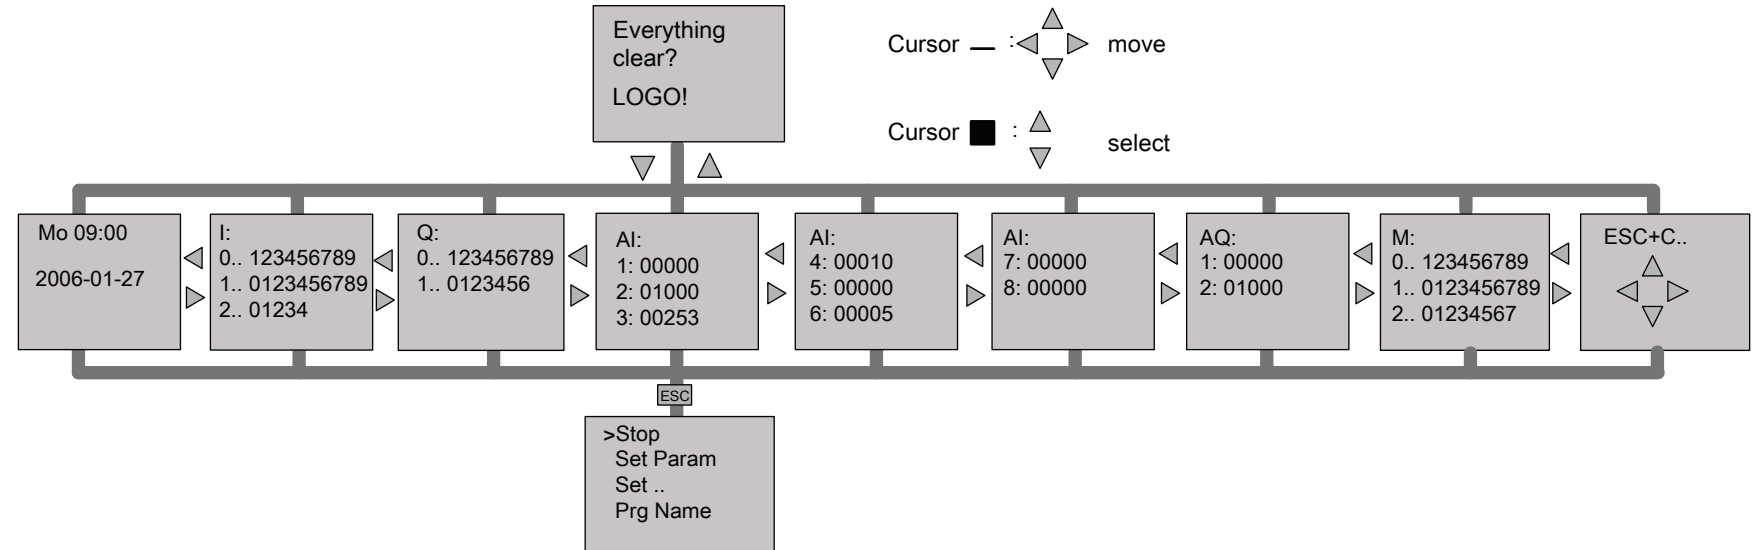 Everything
clear?
LOGO!
Cursor _ : move
Cursor ■ : select
Mo 09:00
2006-01-27
I:
0.. 123456789
1.. 0123456789
2.. 01234
Q:
0.. 123456789
1.. 0123456
AI:
1: 00000
2: 01000
3: 00253
AI:
4: 00010
5: 00000
6: 00005
AI:
7: 00000
8: 00000
AQ:
1: 00000
2: 01000
M:
0.. 123456789
1.. 0123456789
2.. 01234567
ESC+C..
ESC
>Stop
Set Param
Set ..
Prg Name